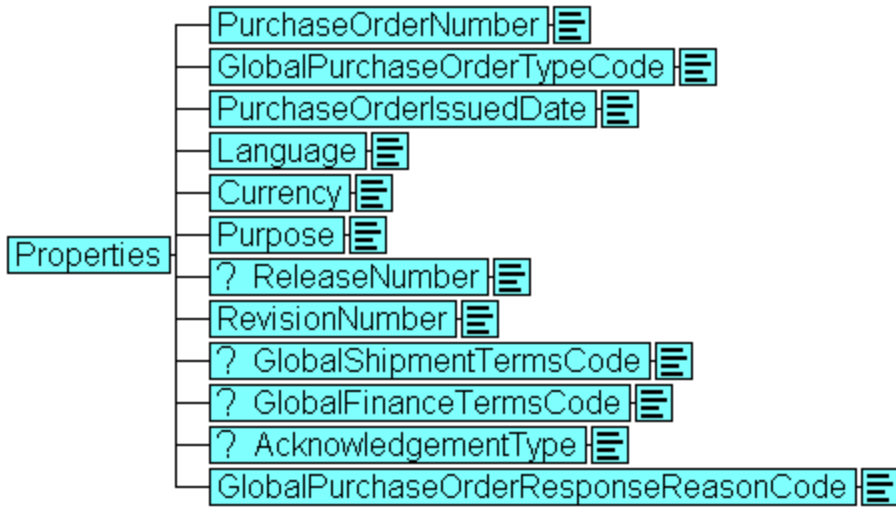 PurchaseOrderNumber
GlobalPurchaseOrderTypeCode
PurchaseOrderIssuedDate
Language
Currency
Purpose
Properties
? ReleaseNumber
RevisionNumber
? GlobalShipmentTermsCode
? GlobalFinanceTermsCode
? AcknowledgementType
GlobalPurchaseOrderResponseReasonCode